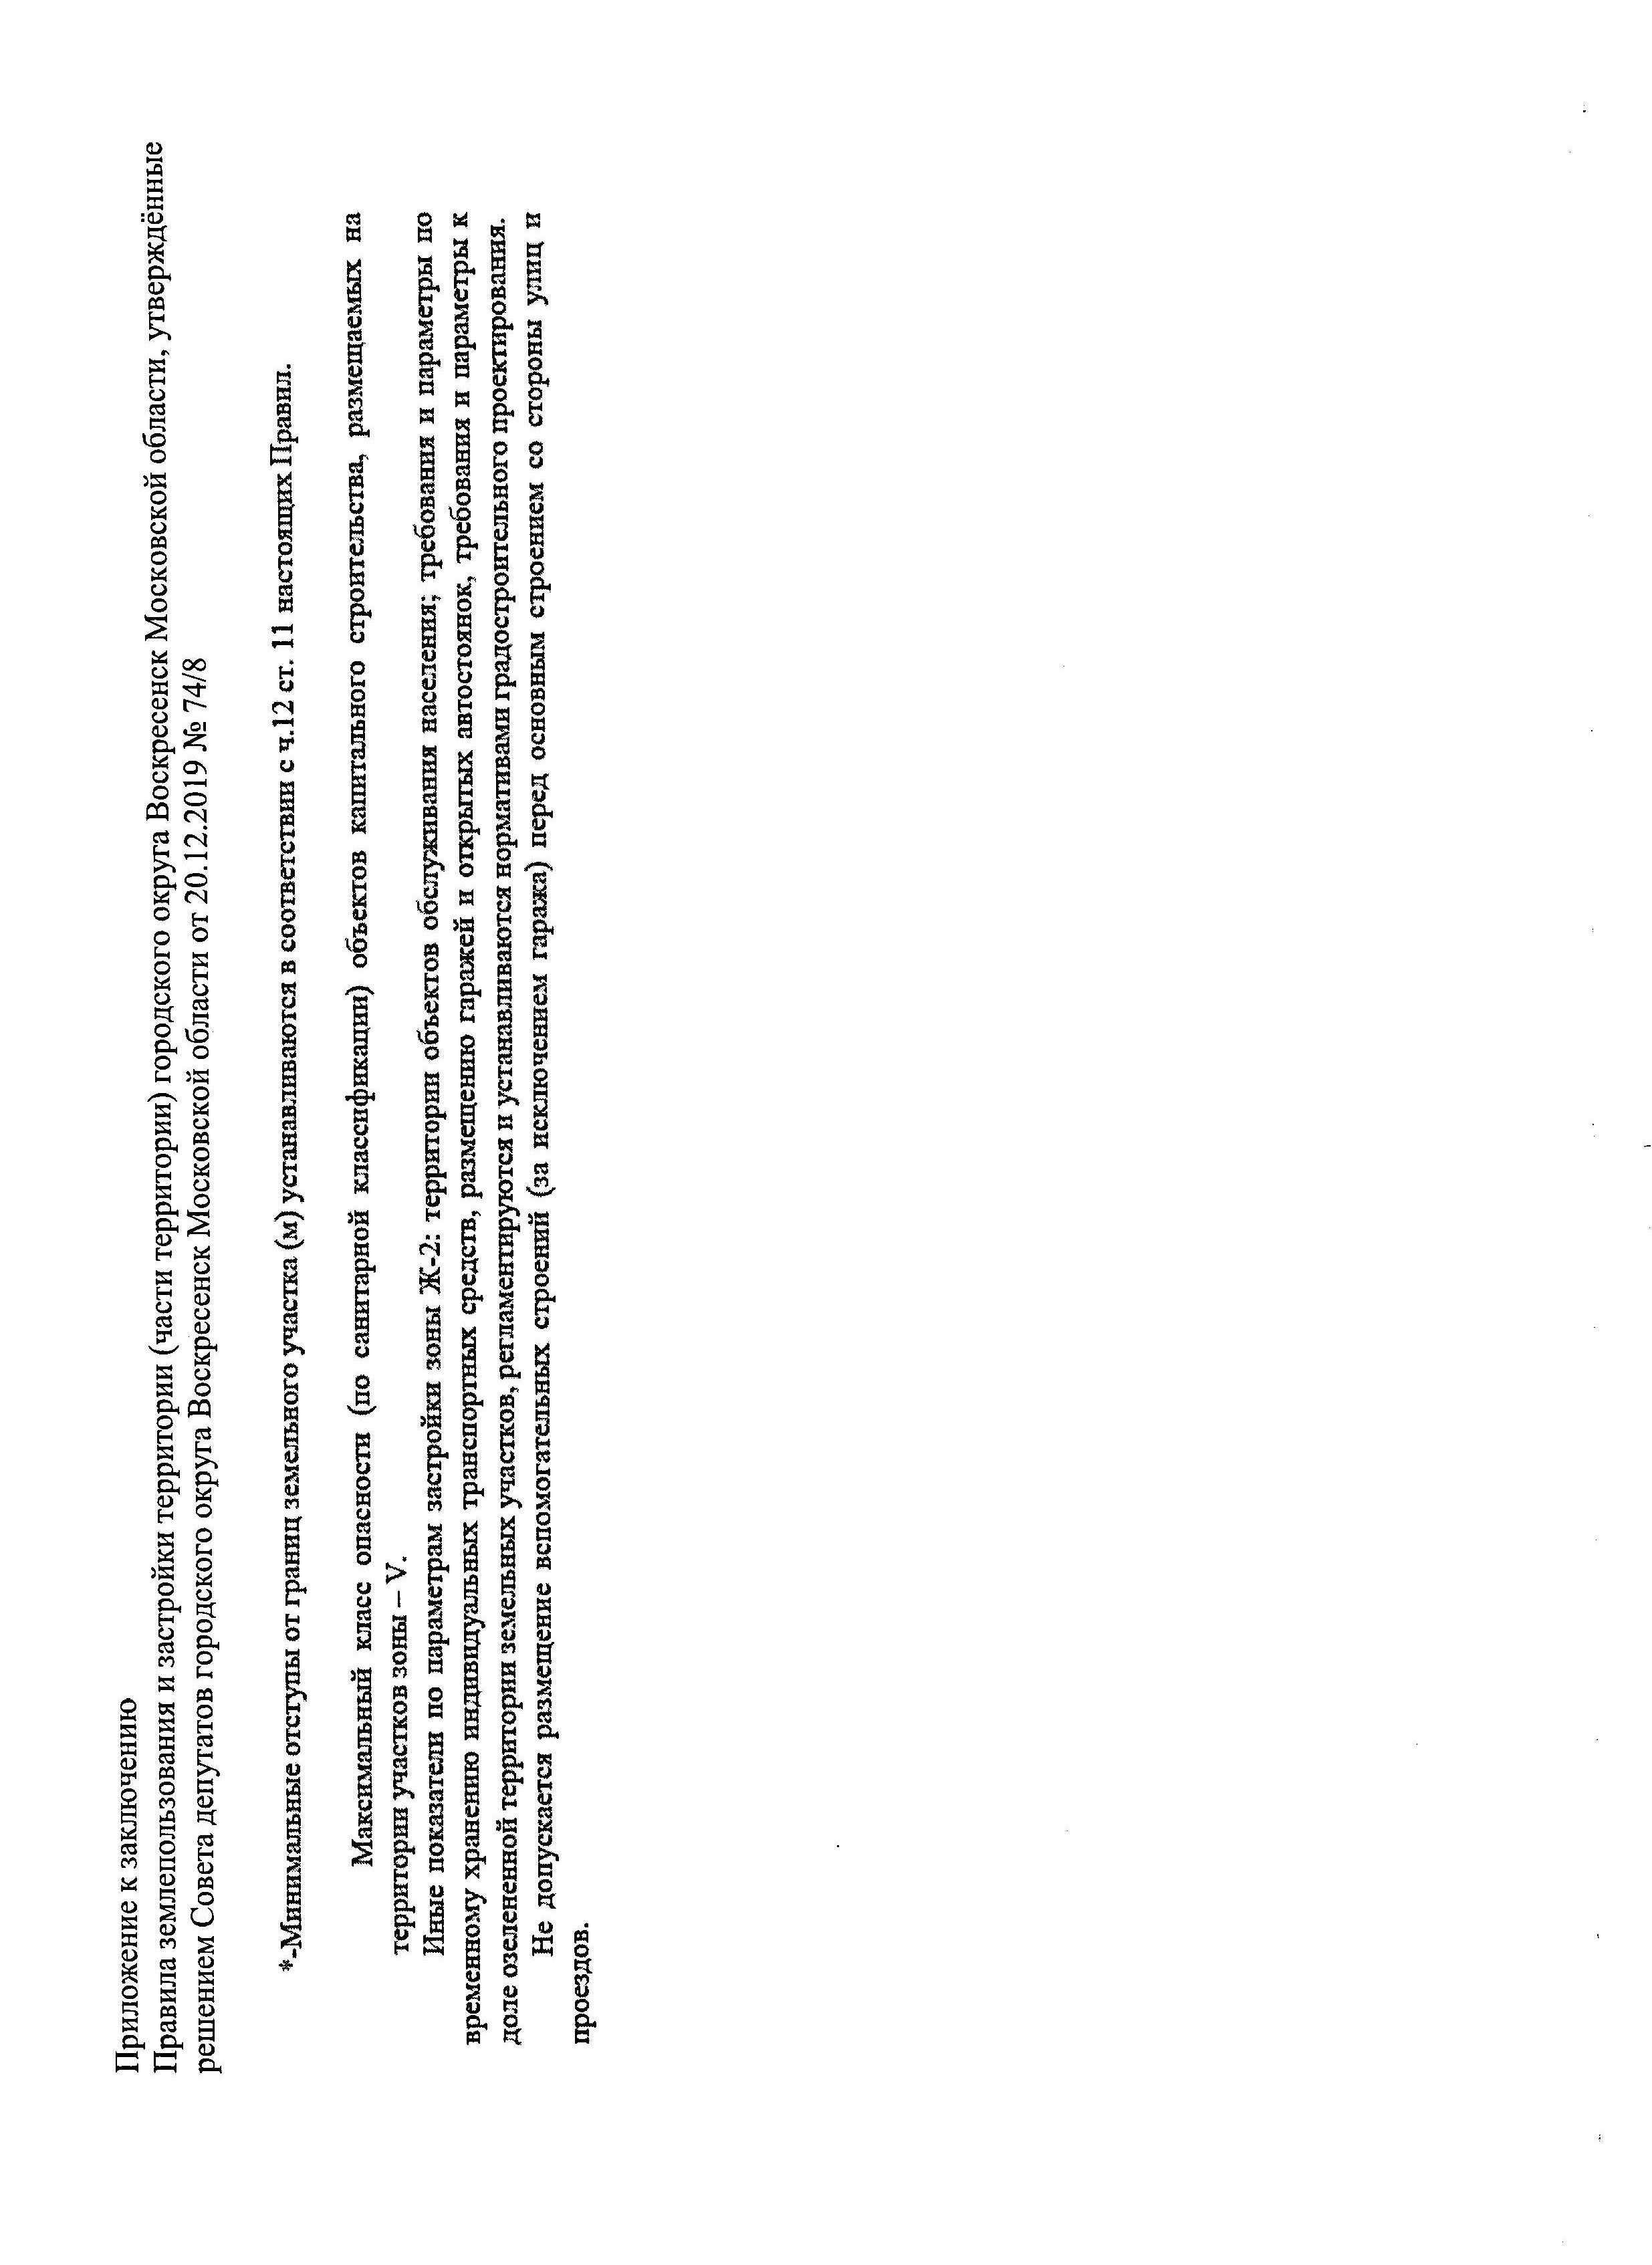 Приложение к заключению
Правила землепользования и застройки территории (части территории) городского округа Воскресенск Московской области, утверждённые
решением Совета депутатов городского округа Воскресенск Московской области от 20.12.2019 № 74/8
*-Минимальные отступы от границ земельного участка (м) устанавливаются в соответствии с ч.12 ст. 11 настоящих Правил.
Максимальный класс опасности (по санитарной классификации) объектов капитального строительства, размещаемых на
территории участков зоны – V.
Иные показатели по параметрам застройки зоны Ж-2: территории объектов обслуживания населения; требования и параметры по
временному хранению индивидуальных транспортных средств, размещению гаражей и открытых автостоянок, требования и параметры к
доле озелененной территории земельных участков, регламентируются и устанавливаются нормативами градостроительного проектирования.
Не допускается размещение вспомогательных строений (за исключением гаража) перед основным строением со стороны улиц и
проездов.